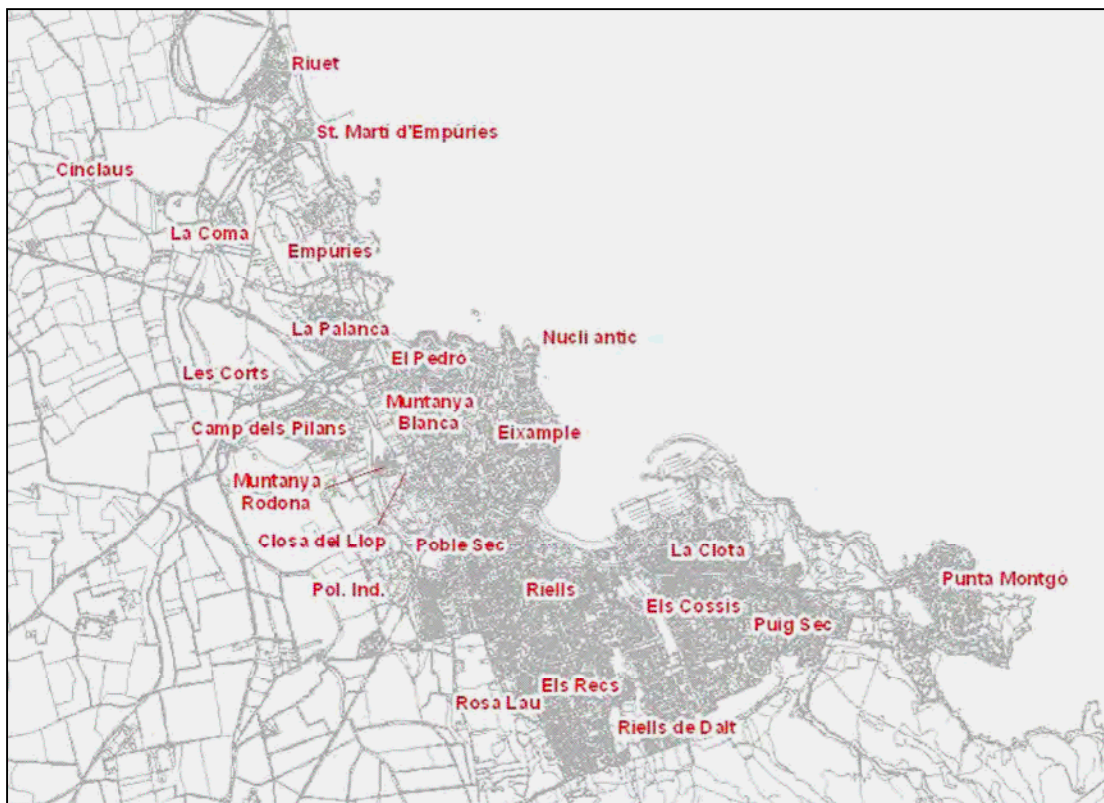 Riuet
St. Martí d'Empúries
Cinclaus
La Coma
Empúries
La Palanca
Nucli antic
El Pedró
Les Corts
Muntanya
Blanca
Camp dels Pilans
Eixample
Muntanya
Rodona
Closa del Llop
Poble Sec
La Clota
Pol. Ind.
Riells
Punta Montgó
Els Cossis
Puig Sec
Els Recs
Rosa Lau
Riells de Dalt